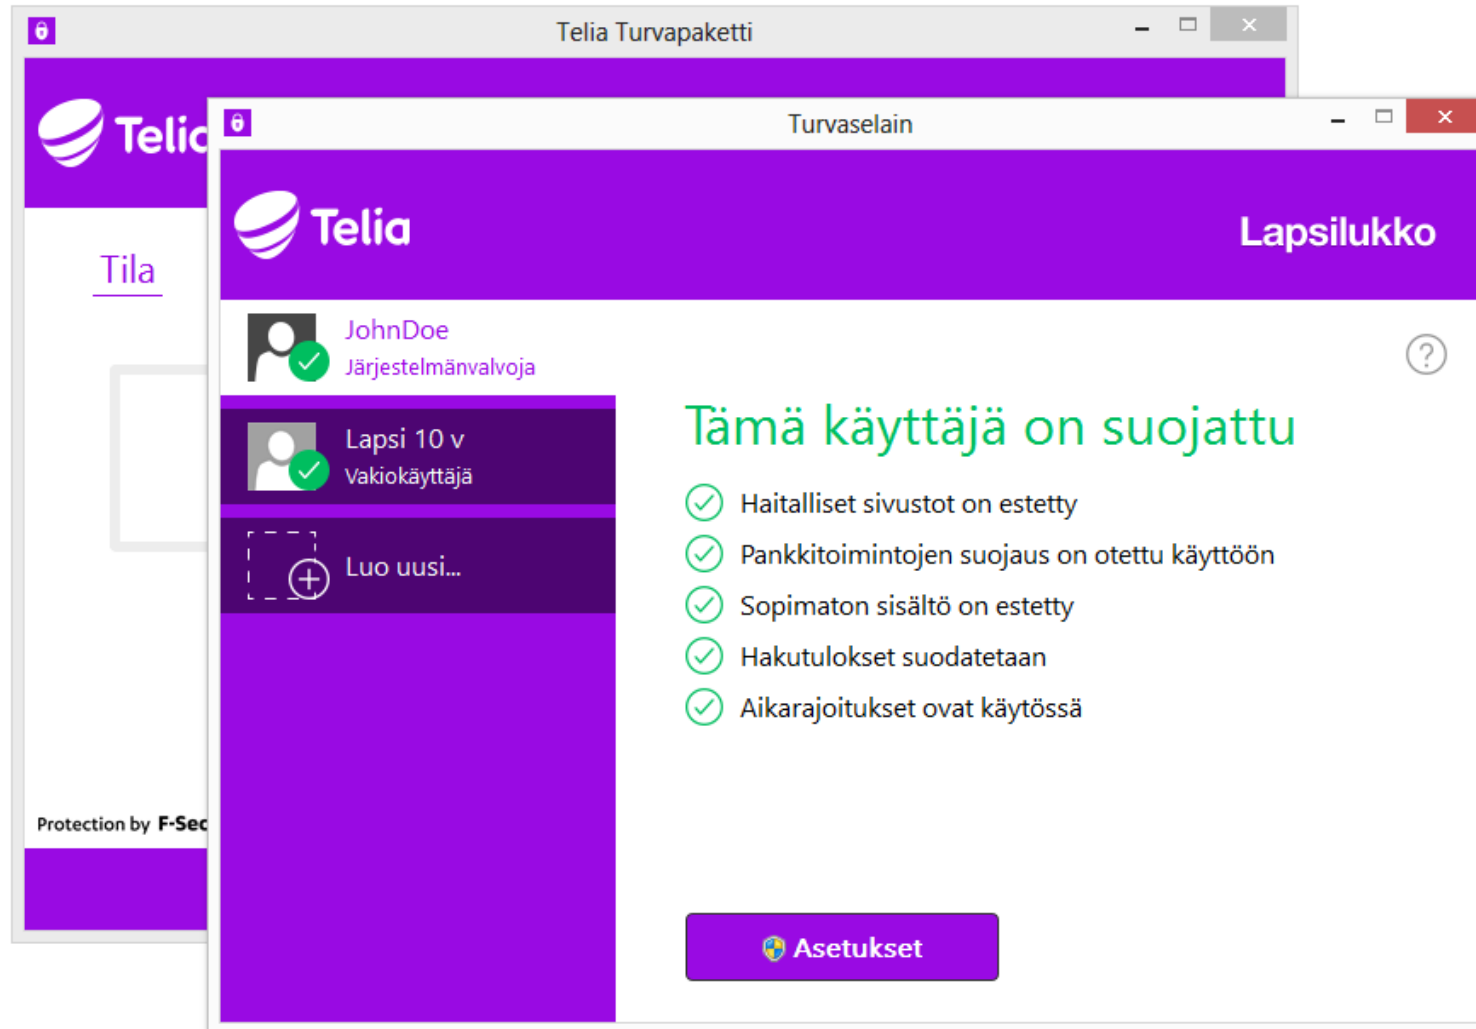 Telia Turvapaketti
Telia
Tila
Protection by F-Sec
Turvaselain
Telia
Lapsilukko
JohnDoe
Järjestelmänvalvoja
Lapsi 10 v
Vakiokäyttäjä
Luo uusi...
?
Tämä käyttäjä on suojattu
Haitalliset sivustot on estetty
Pankkitoimintojen suojaus on otettu käyttöön
Sopimaton sisältö on estetty
Hakutulokset suodatetaan
Aikarajoitukset ovat käytössä
Asetukset